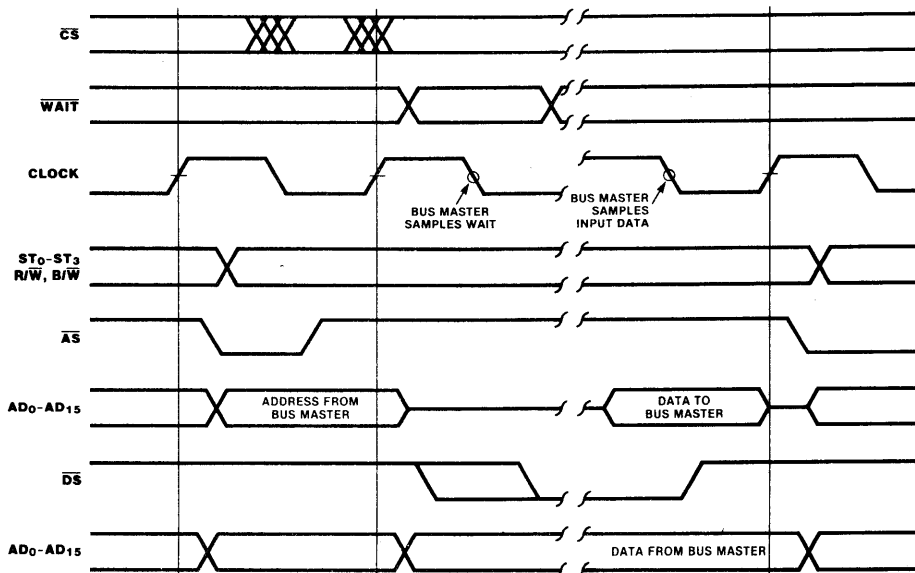 CS
WAIT
CLOCK
BUS MASTER
SAMPLES WAIT
BUS MASTER
SAMPLES
INPUT DATA
ST0-ST3
R/W, B/W
AS
AD0-AD15
ADDRESS FROM
BUS MASTER
DATA TO
BUS MASTER
DS
AD0-AD15
DATA FROM BUS MASTER